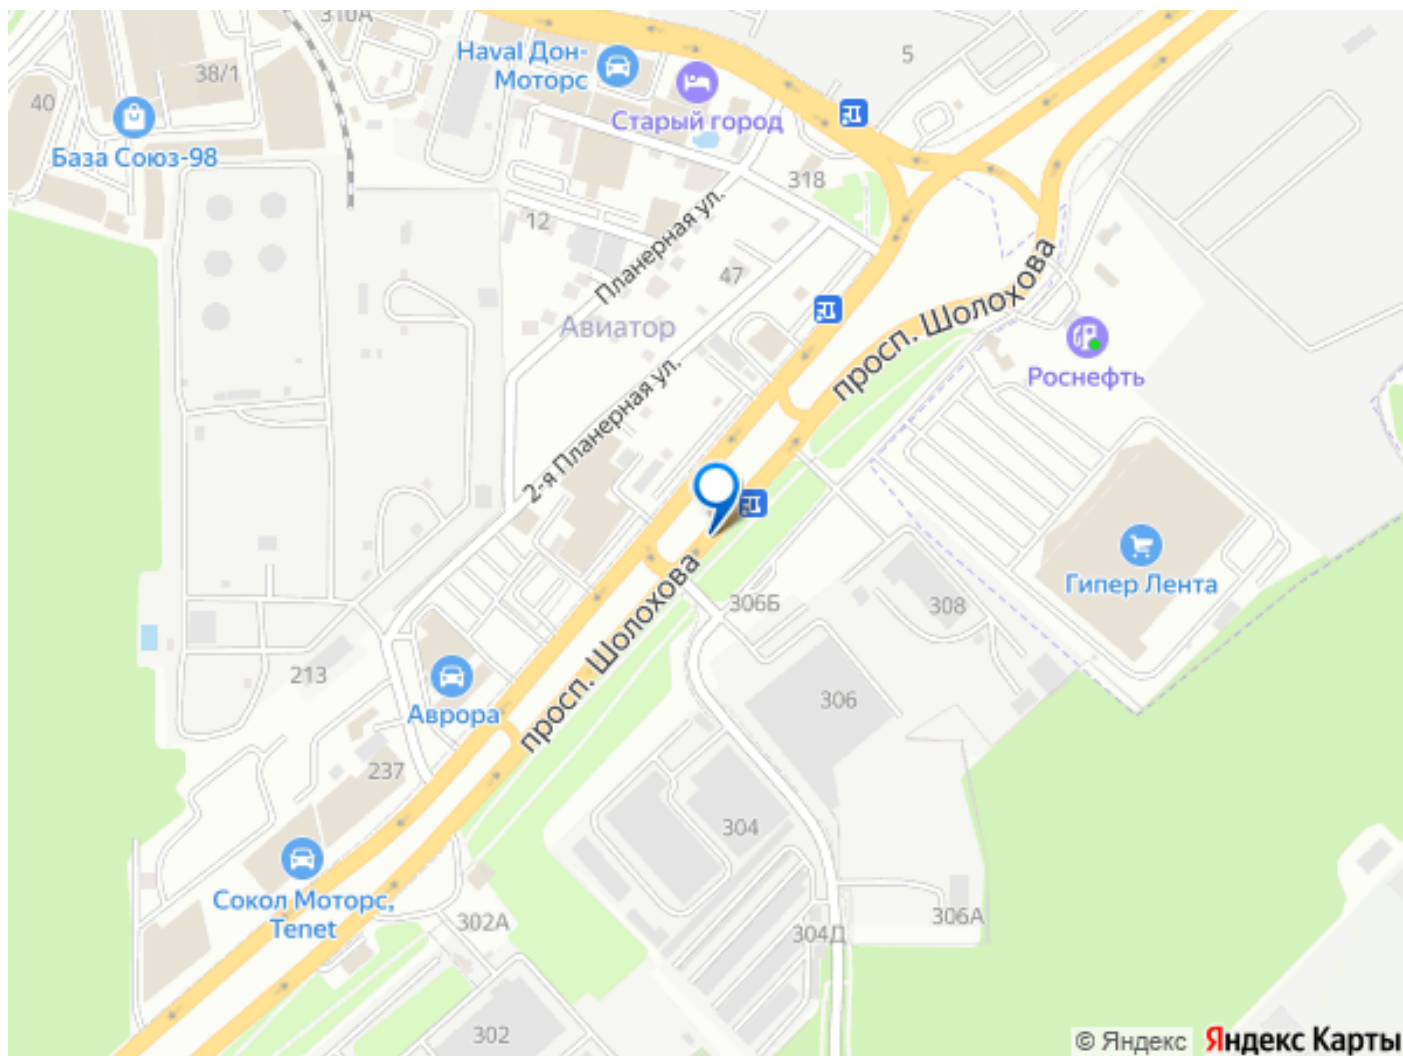 310А
Haval Дон-
Моторс
5
38/1
40
Старый город
База Союз-98
318
Планерная ул.
12
47
Авиатор
просп. Шолохова
Роснефть
2-я Планерная ул.
Гипер Лента
306Б
308
просп. Шолохова
213
306
Аврора
237
304
Сокол Моторс,
Tenet
302А
306А
304Д
302
© Яндекс Яндекс Карты